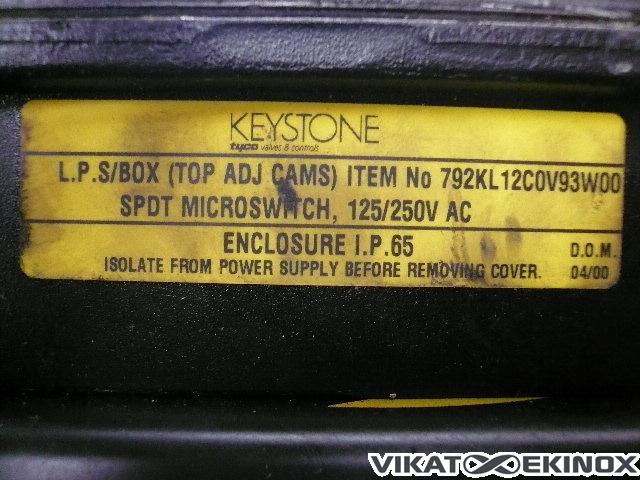 KEYSTONE
tyco valves & controls
L.P.S/BOX (TOP ADJ CAMS) ITEM No 792KL12C0V93W00
SPDT MICROSWITCH, 125/250V AC
ENCLOSURE I.P.65 D.O.M.
ISOLATE FROM POWER SUPPLY BEFORE REMOVING COVER. 04/00
VIKATOO EKINOX